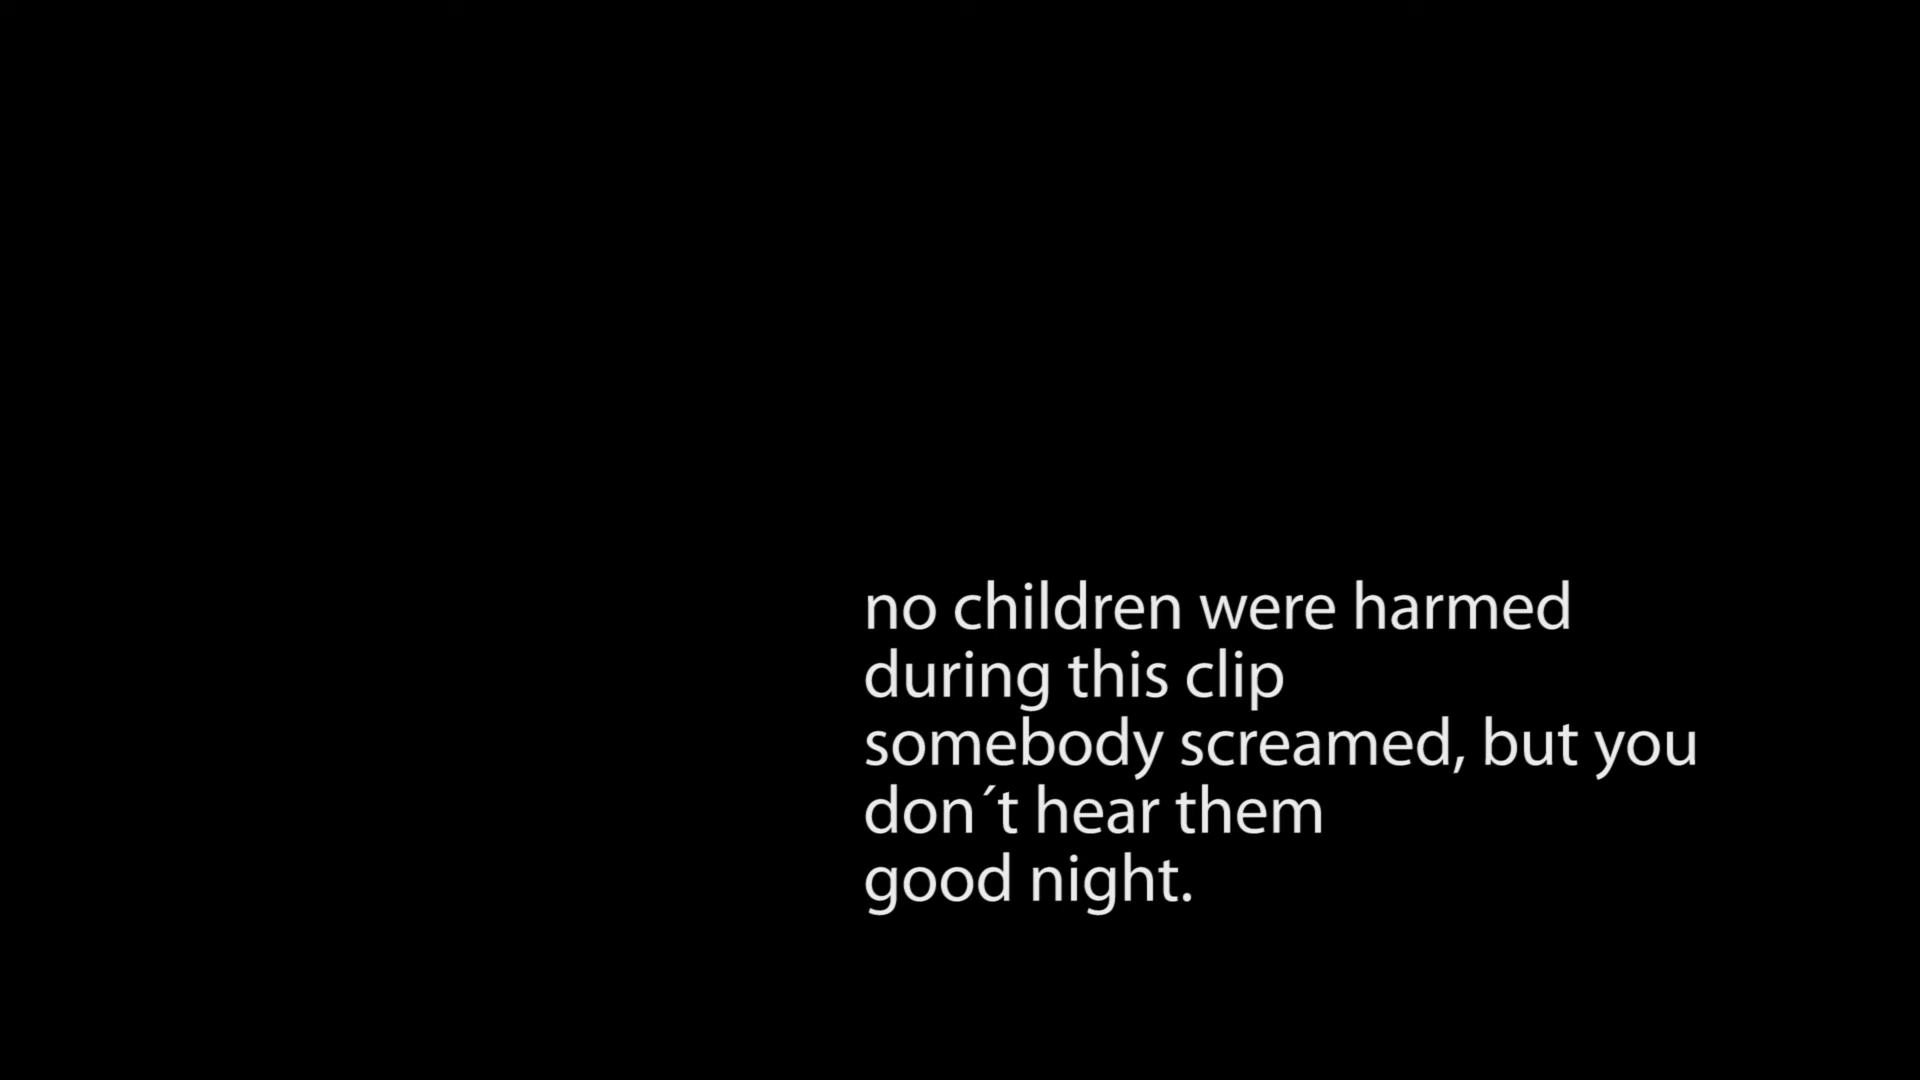 no children were harmed
during this clip
somebody screamed, but you
don´t hear them
good night.